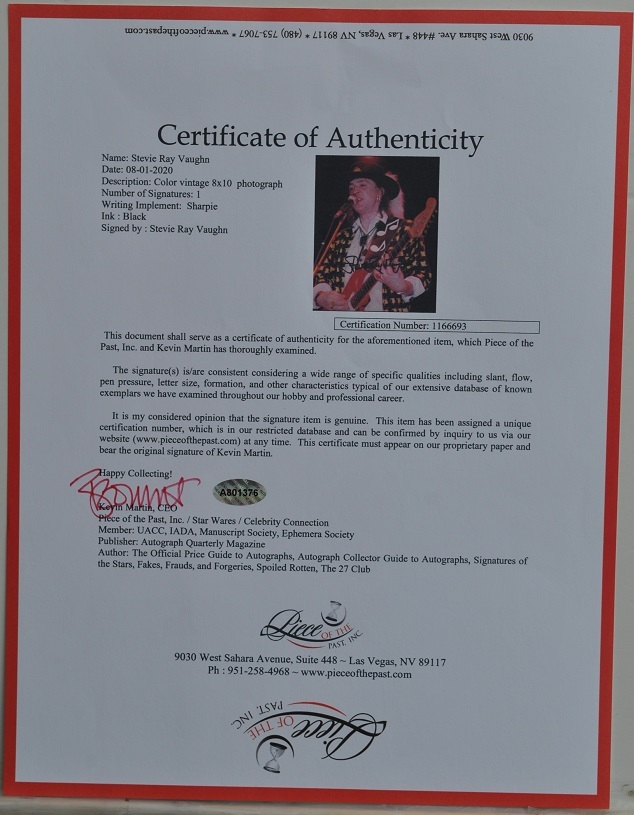 9030 West Sahara Ave. #448 * Las Vegas, NV 89117 * (480) 753-7067 * www.pieceofthepast.com
Certificate of Authenticity
Name: Stevie Ray Vaughn
Date: 08-01-2020
Description: Color vintage 8x10 photograph
Number of Signatures: 1
Writing Implement: Sharpie
Ink : Black
Signed by : Stevie Ray Vaughn
Certification Number: 1166693
This document shall serve as a certificate of authenticity for the aforementioned item, which Piece of the
Past, Inc. and Kevin Martin has thoroughly examined.
The signature(s) is/are consistent considering a wide range of specific qualities including slant, flow,
pen pressure, letter size, formation, and other characteristics typical of our extensive database of known
exemplars we have examined throughout our hobby and professional career.
It is my considered opinion that the signature item is genuine. This item has been assigned a unique
certification number, which is in our restricted database and can be confirmed by inquiry to us via our
website (www.pieceofthepast.com) at any time. This certificate must appear on our proprietary paper and
bear the original signature of Kevin Martin.
Happy Collecting!
A801376
Kevin Martin, CEO
Piece of the Past, Inc. / Star Wares / Celebrity Connection
Member: UACC, IADA, Manuscript Society, Ephemera Society
Publisher: Autograph Quarterly Magazine
Author: The Official Price Guide to Autographs, Autograph Collector Guide to Autographs, Signatures of
the Stars, Fakes, Frauds, and Forgeries, Spoiled Rotten, The 27 Club
Piece OF THE
PAST, INC.
9030 West Sahara Avenue, Suite 448 ~ Las Vegas, NV 89117
Ph : 951-258-4968 ~ www.pieceofthepast.com
Piece OF THE
PAST, INC.